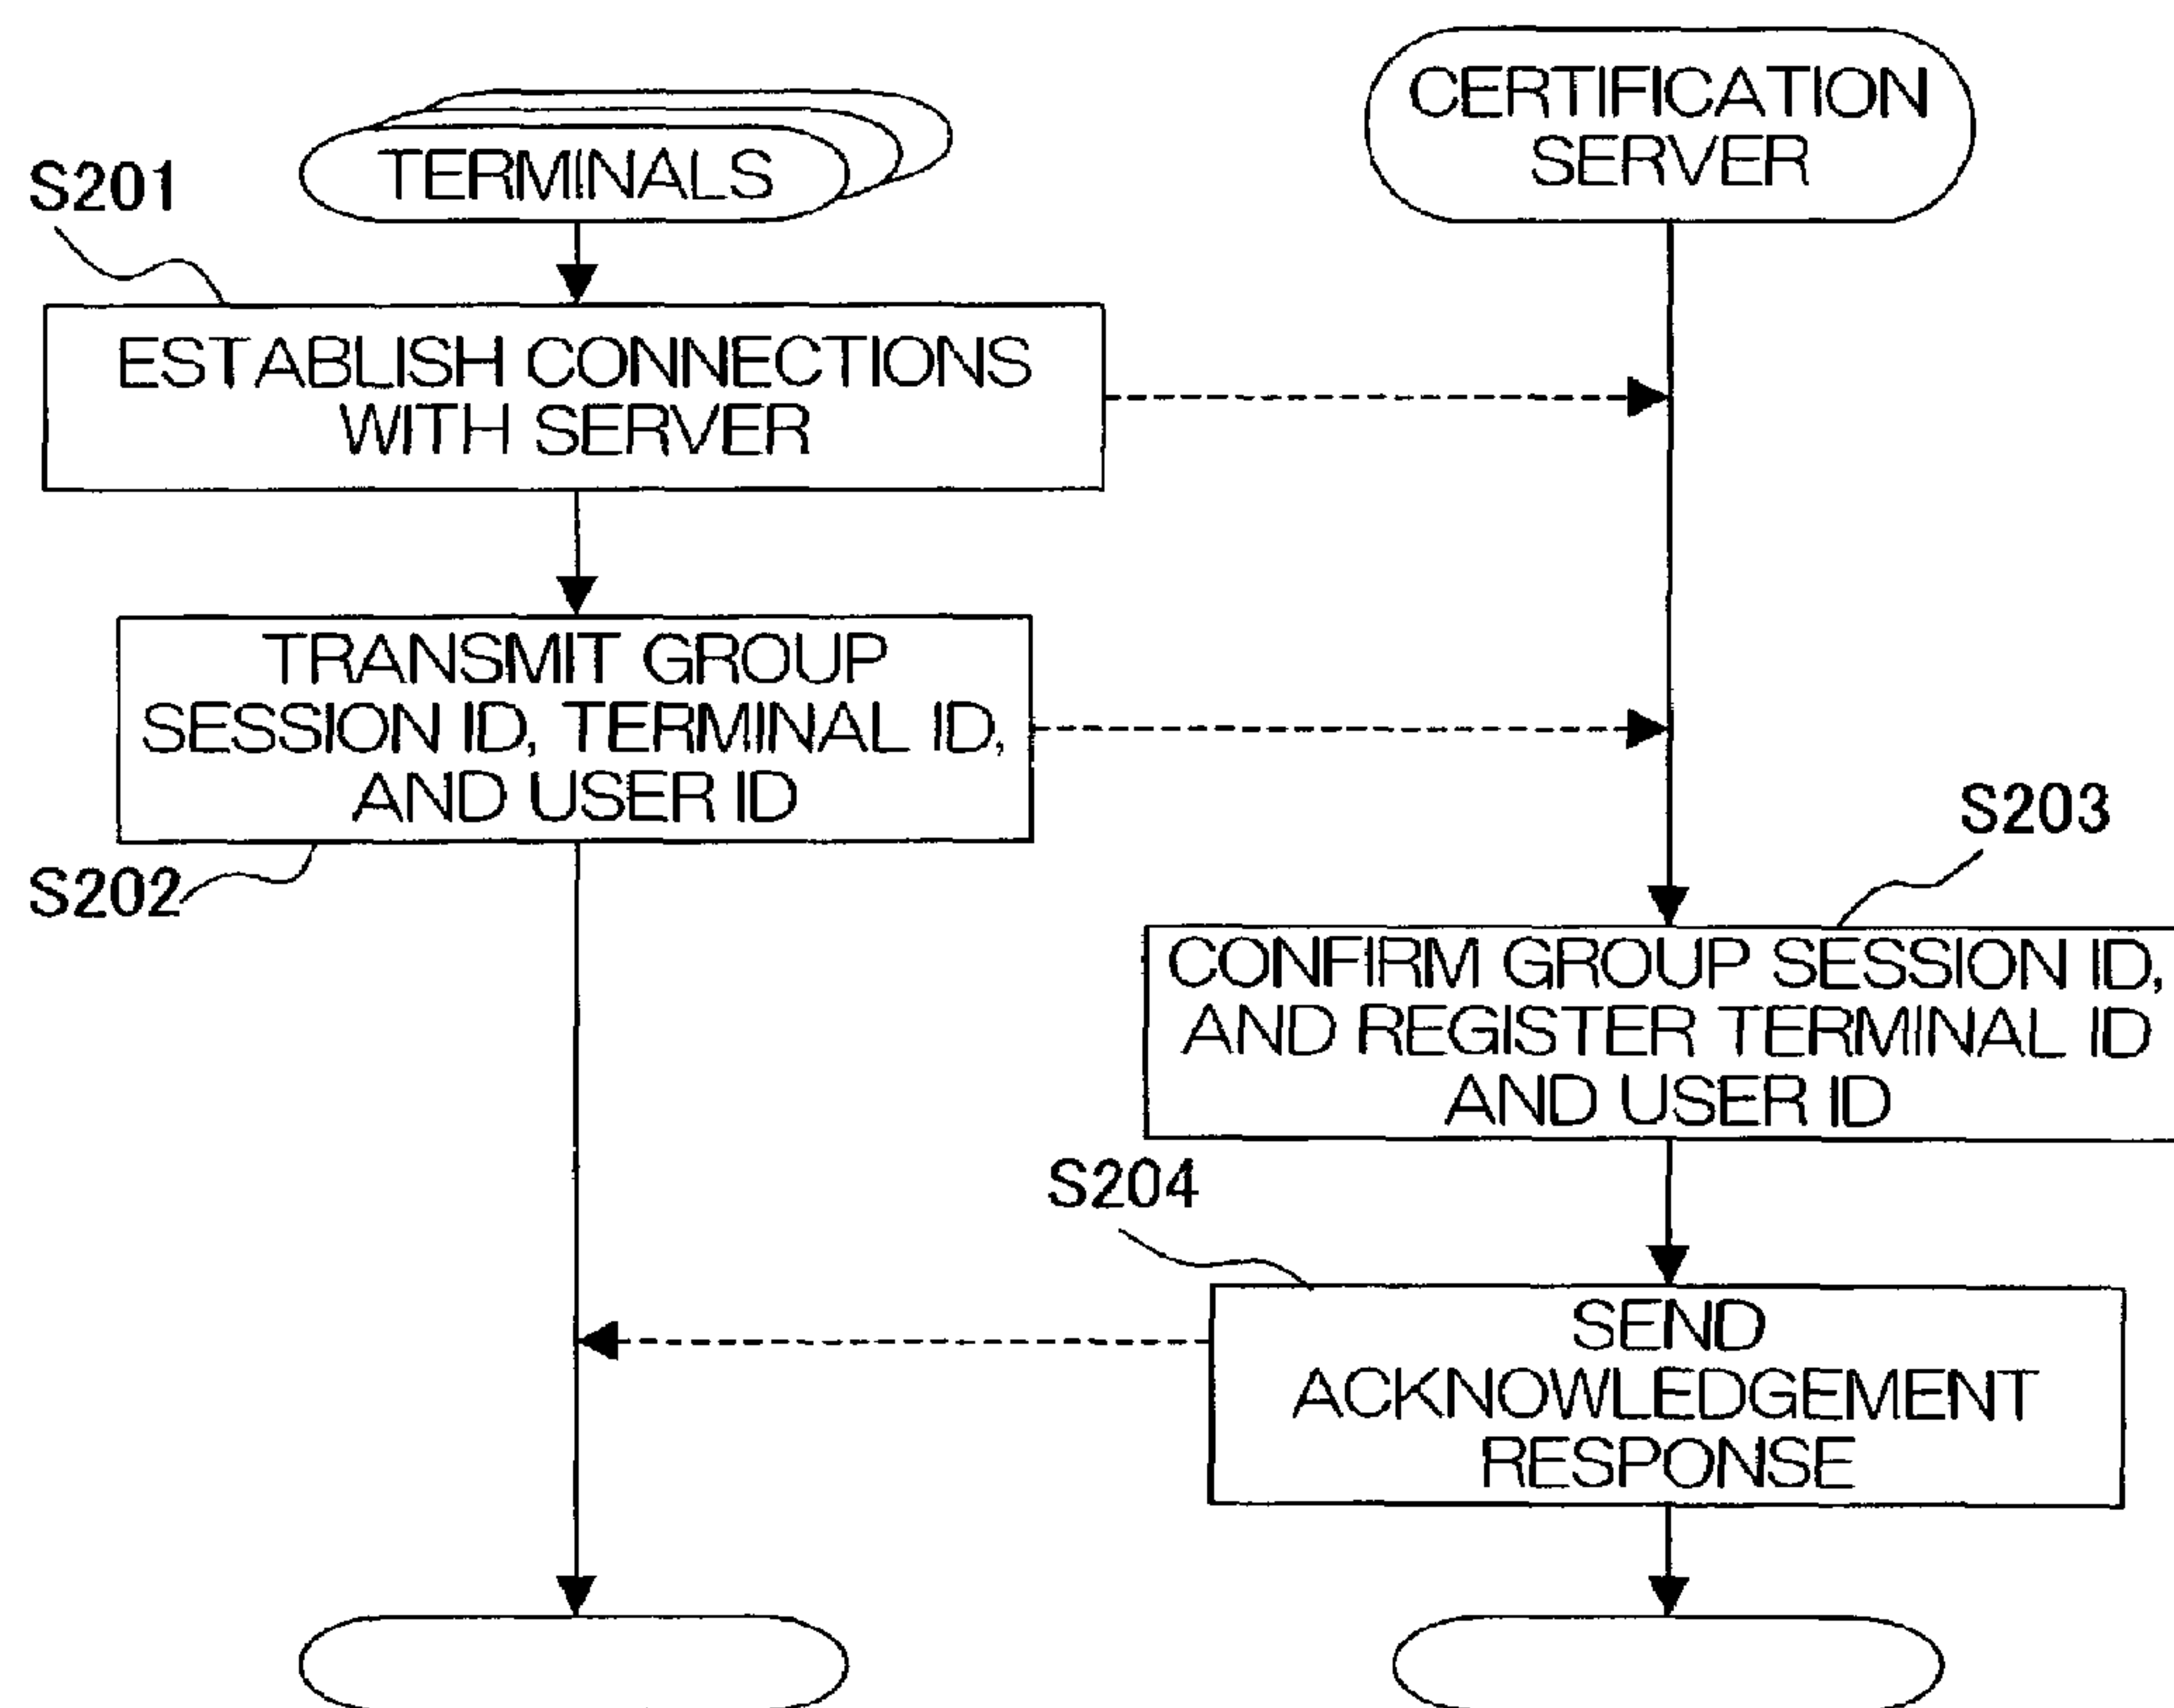 CERTIFICATION
SERVER
TERMINALS
S201
ESTABLISH CONNECTIONS
WITH SERVER
TRANSMIT GROUP
SESSION ID, TERMINAL ID,
AND USER ID
S202
S203
CONFIRM GROUP SESSION ID,
AND REGISTER TERMINAL ID
AND USER ID
S204
SEND
ACKNOWLEDGEMENT
RESPONSE